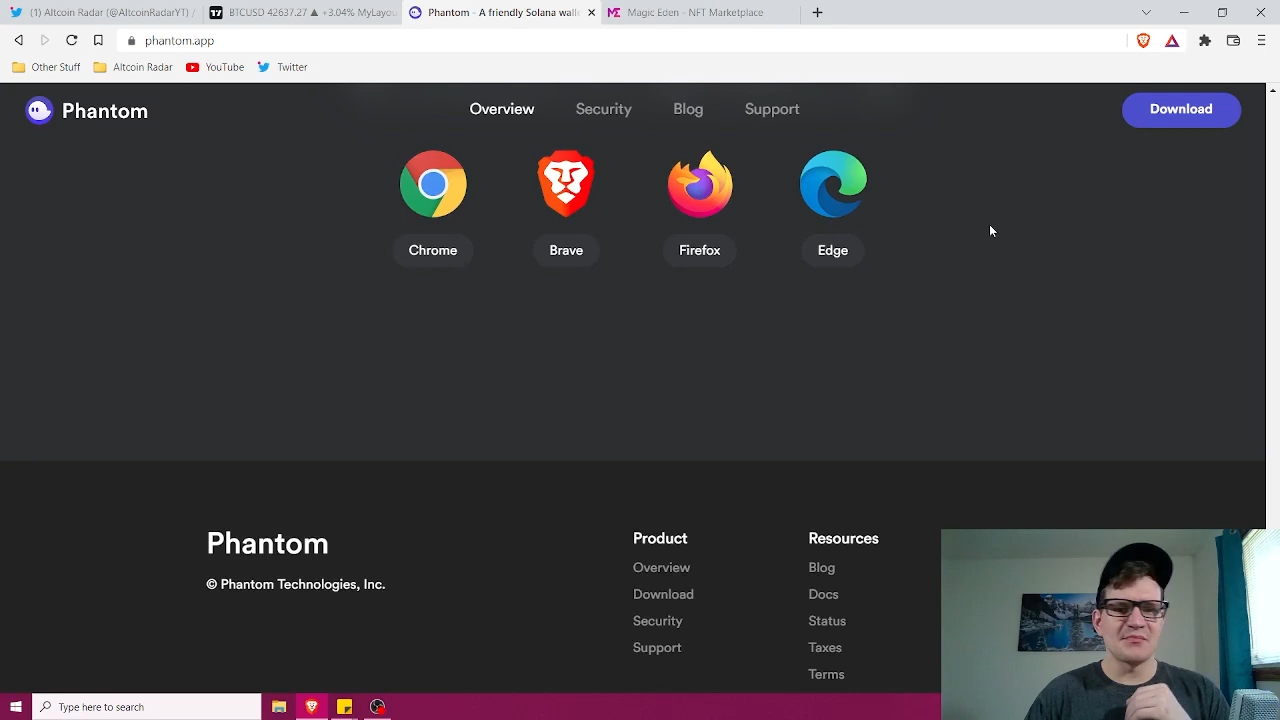 (1) Altcoin Radar (@AltcoinRadarYT) /
BTCUSD 42637.27 ▲ +3.04% MyLayou
Phantom - A friendly Solana walle
Magic Eden - NFT Marketplace
phantom.app
Other Stuff
Altcoin Radar
YouTube
Twitter
Phantom
Overview
Security
Blog
Support
Download
Chrome
Brave
Firefox
Edge
Phantom
© Phantom Technologies, Inc.
Product
Overview
Download
Security
Support
Resources
Blog
Docs
Status
Taxes
Terms
Type here to search